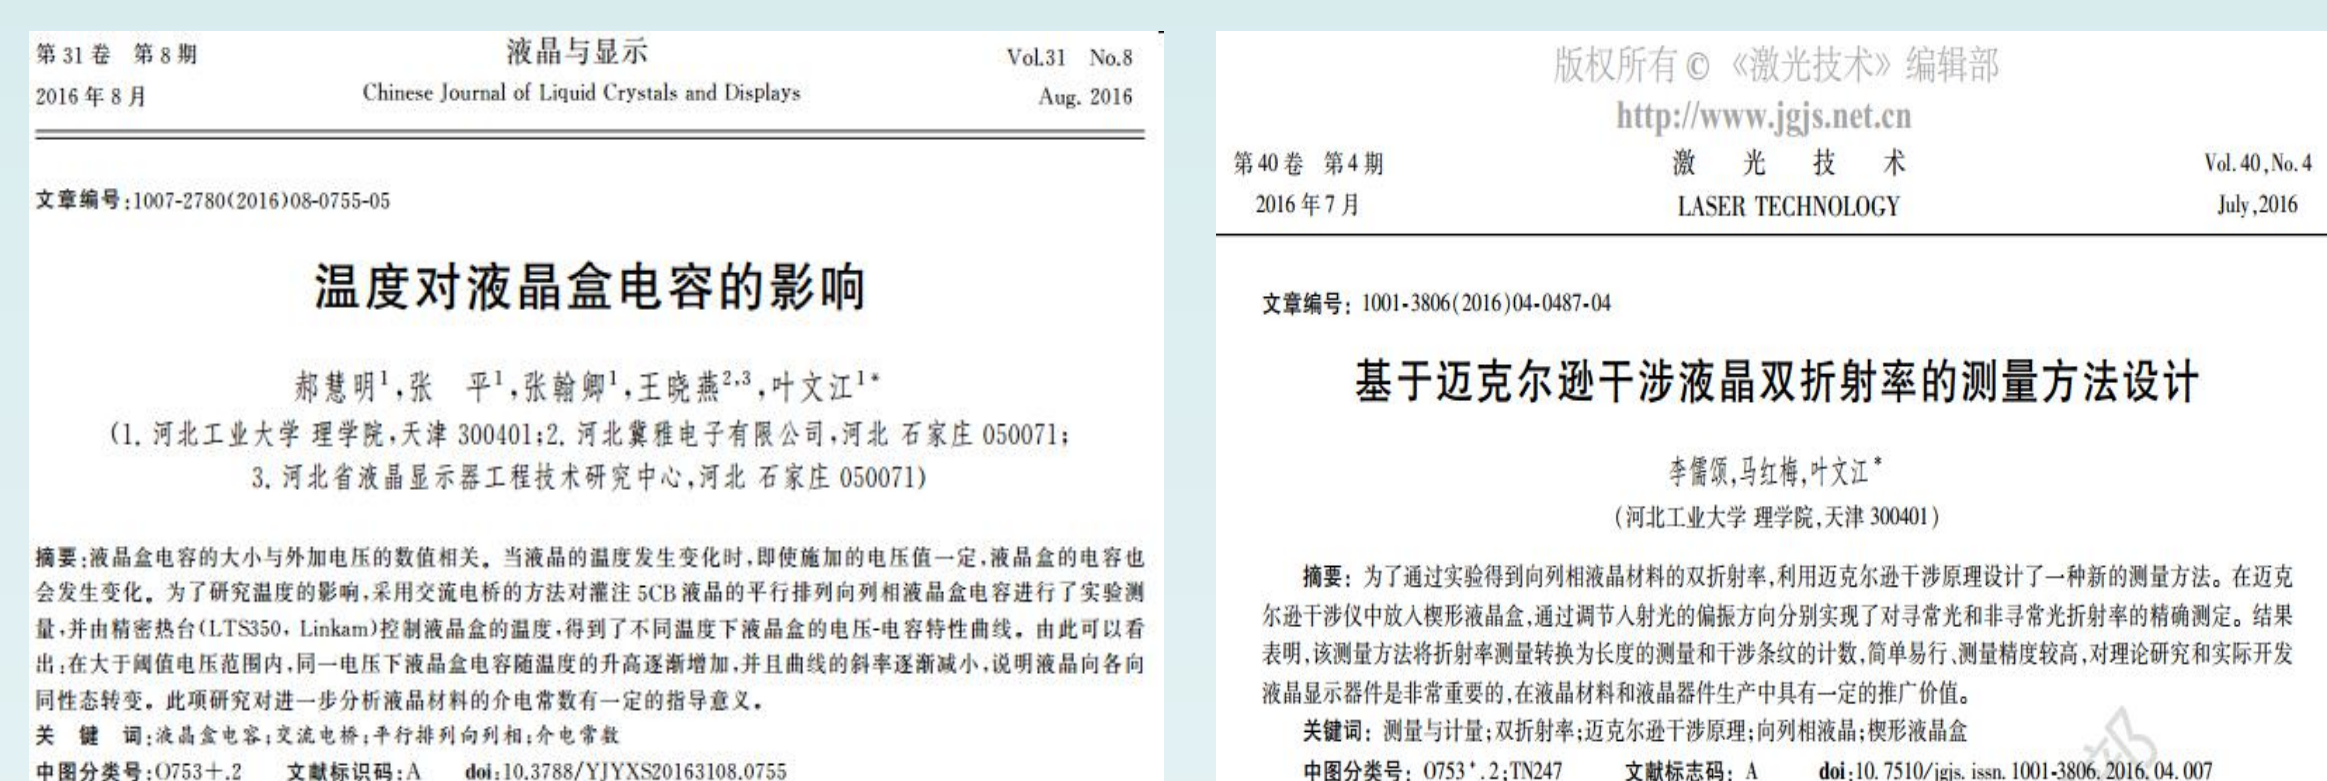 第31卷 第8期
液晶与显示
Vol.31 No.8
2016年8月
Chinese Journal of Liquid Crystals and Displays
Aug. 2016
文章编号:1007-2780(2016)08-0755-05
温度对液晶盒电容的影响
郝慧明1,张 平1,张翰卿1,王晓燕2,3,叶文江1*
(1. 河北工业大学 理学院,天津 300401;2. 河北冀雅电子有限公司,河北 石家庄 050071;
3. 河北省液晶显示器工程技术研究中心,河北 石家庄 050071)
摘要:液晶盒电容的大小与外加电压的数值相关。当液晶的温度发生变化时,即使施加的电压值一定,液晶盒的电容也
会发生变化。为了研究温度的影响,采用交流电桥的方法对灌注 5CB 液晶的平行排列向列相液晶盒电容进行了实验测
量,并由精密热台(LTS350, Linkam)控制液晶盒的温度,得到了不同温度下液晶盒的电压-电容特性曲线。由此可以看
出:在大于阈值电压范围内,同一电压下液晶盒电容随温度的升高逐渐增加,并且曲线的斜率逐渐减小,说明液晶向各向
同性态转变。此项研究对进一步分析液晶材料的介电常数有一定的指导意义。
关 键 词:液晶盒电容;交流电桥;平行排列向列相;介电常数
中图分类号:O753+.2 文献标识码:A doi:10.3788/YJYXS20163108.0755
版权所有 © 《激光技术》编辑部
http://www.jgjs.net.cn
第40卷 第4期
激 光 技 术
Vol. 40,No. 4
2016年7月
LASER TECHNOLOGY
July,2016
文章编号: 1001-3806(2016)04-0487-04
基于迈克尔逊干涉液晶双折射率的测量方法设计
李儒颂,马红梅,叶文江*
(河北工业大学 理学院,天津 300401)
摘要: 为了通过实验得到向列相液晶材料的双折射率,利用迈克尔逊干涉原理设计了一种新的测量方法。在迈克
尔逊干涉仪中放入楔形液晶盒,通过调节入射光的偏振方向分别实现了对寻常光和非寻常光折射率的精确测定。结果
表明,该测量方法将折射率测量转换为长度的测量和干涉条纹的计数,简单易行、测量精度较高,对理论研究和实际开发
液晶显示器件是非常重要的,在液晶材料和液晶器件生产中具有一定的推广价值。
关键词: 测量与计量;双折射率;迈克尔逊干涉原理;向列相液晶;楔形液晶盒
中图分类号: O753+.2;TN247 文献标志码: A doi:10.7510/jgjs.issn.1001-3806.2016.04.007
部